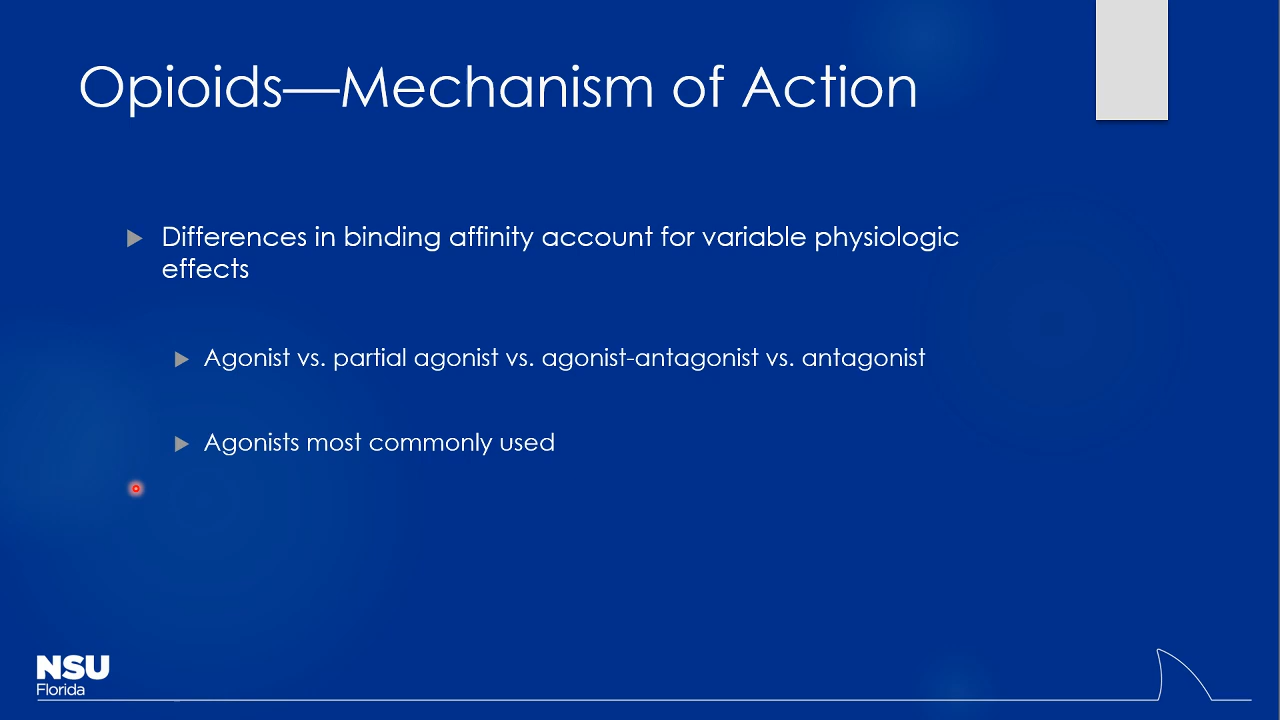 Opioids—Mechanism of Action
Differences in binding affinity account for variable physiologic
effects
Agonist vs. partial agonist vs. agonist-antagonist vs. antagonist
Agonists most commonly used
NSU
Florida